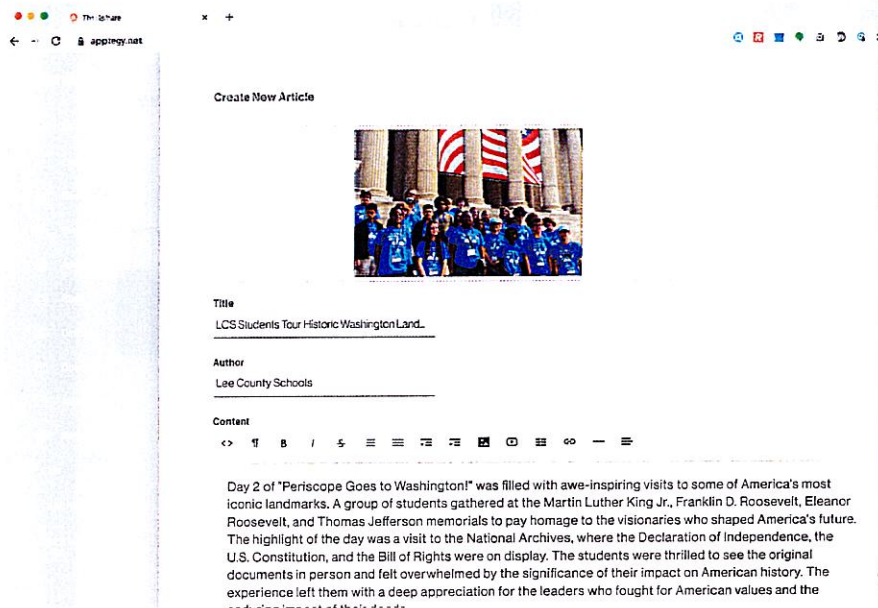 apptegy.net
Create New Article
Title
LCS Students Tour Historic Washington Land...
Author
Lee County Schools
Content
Day 2 of "Periscope Goes to Washington!" was filled with awe-inspiring visits to some of America's most
iconic landmarks. A group of students gathered at the Martin Luther King Jr., Franklin D. Roosevelt, Eleanor
Roosevelt, and Thomas Jefferson memorials to pay homage to the visionaries who shaped America's future.
The highlight of the day was a visit to the National Archives, where the Declaration of Independence, the
U.S. Constitution, and the Bill of Rights were on display. The students were thrilled to see the original
documents in person and felt overwhelmed by the significance of their impact on American history. The
experience left them with a deep appreciation for the leaders who fought for American values and the